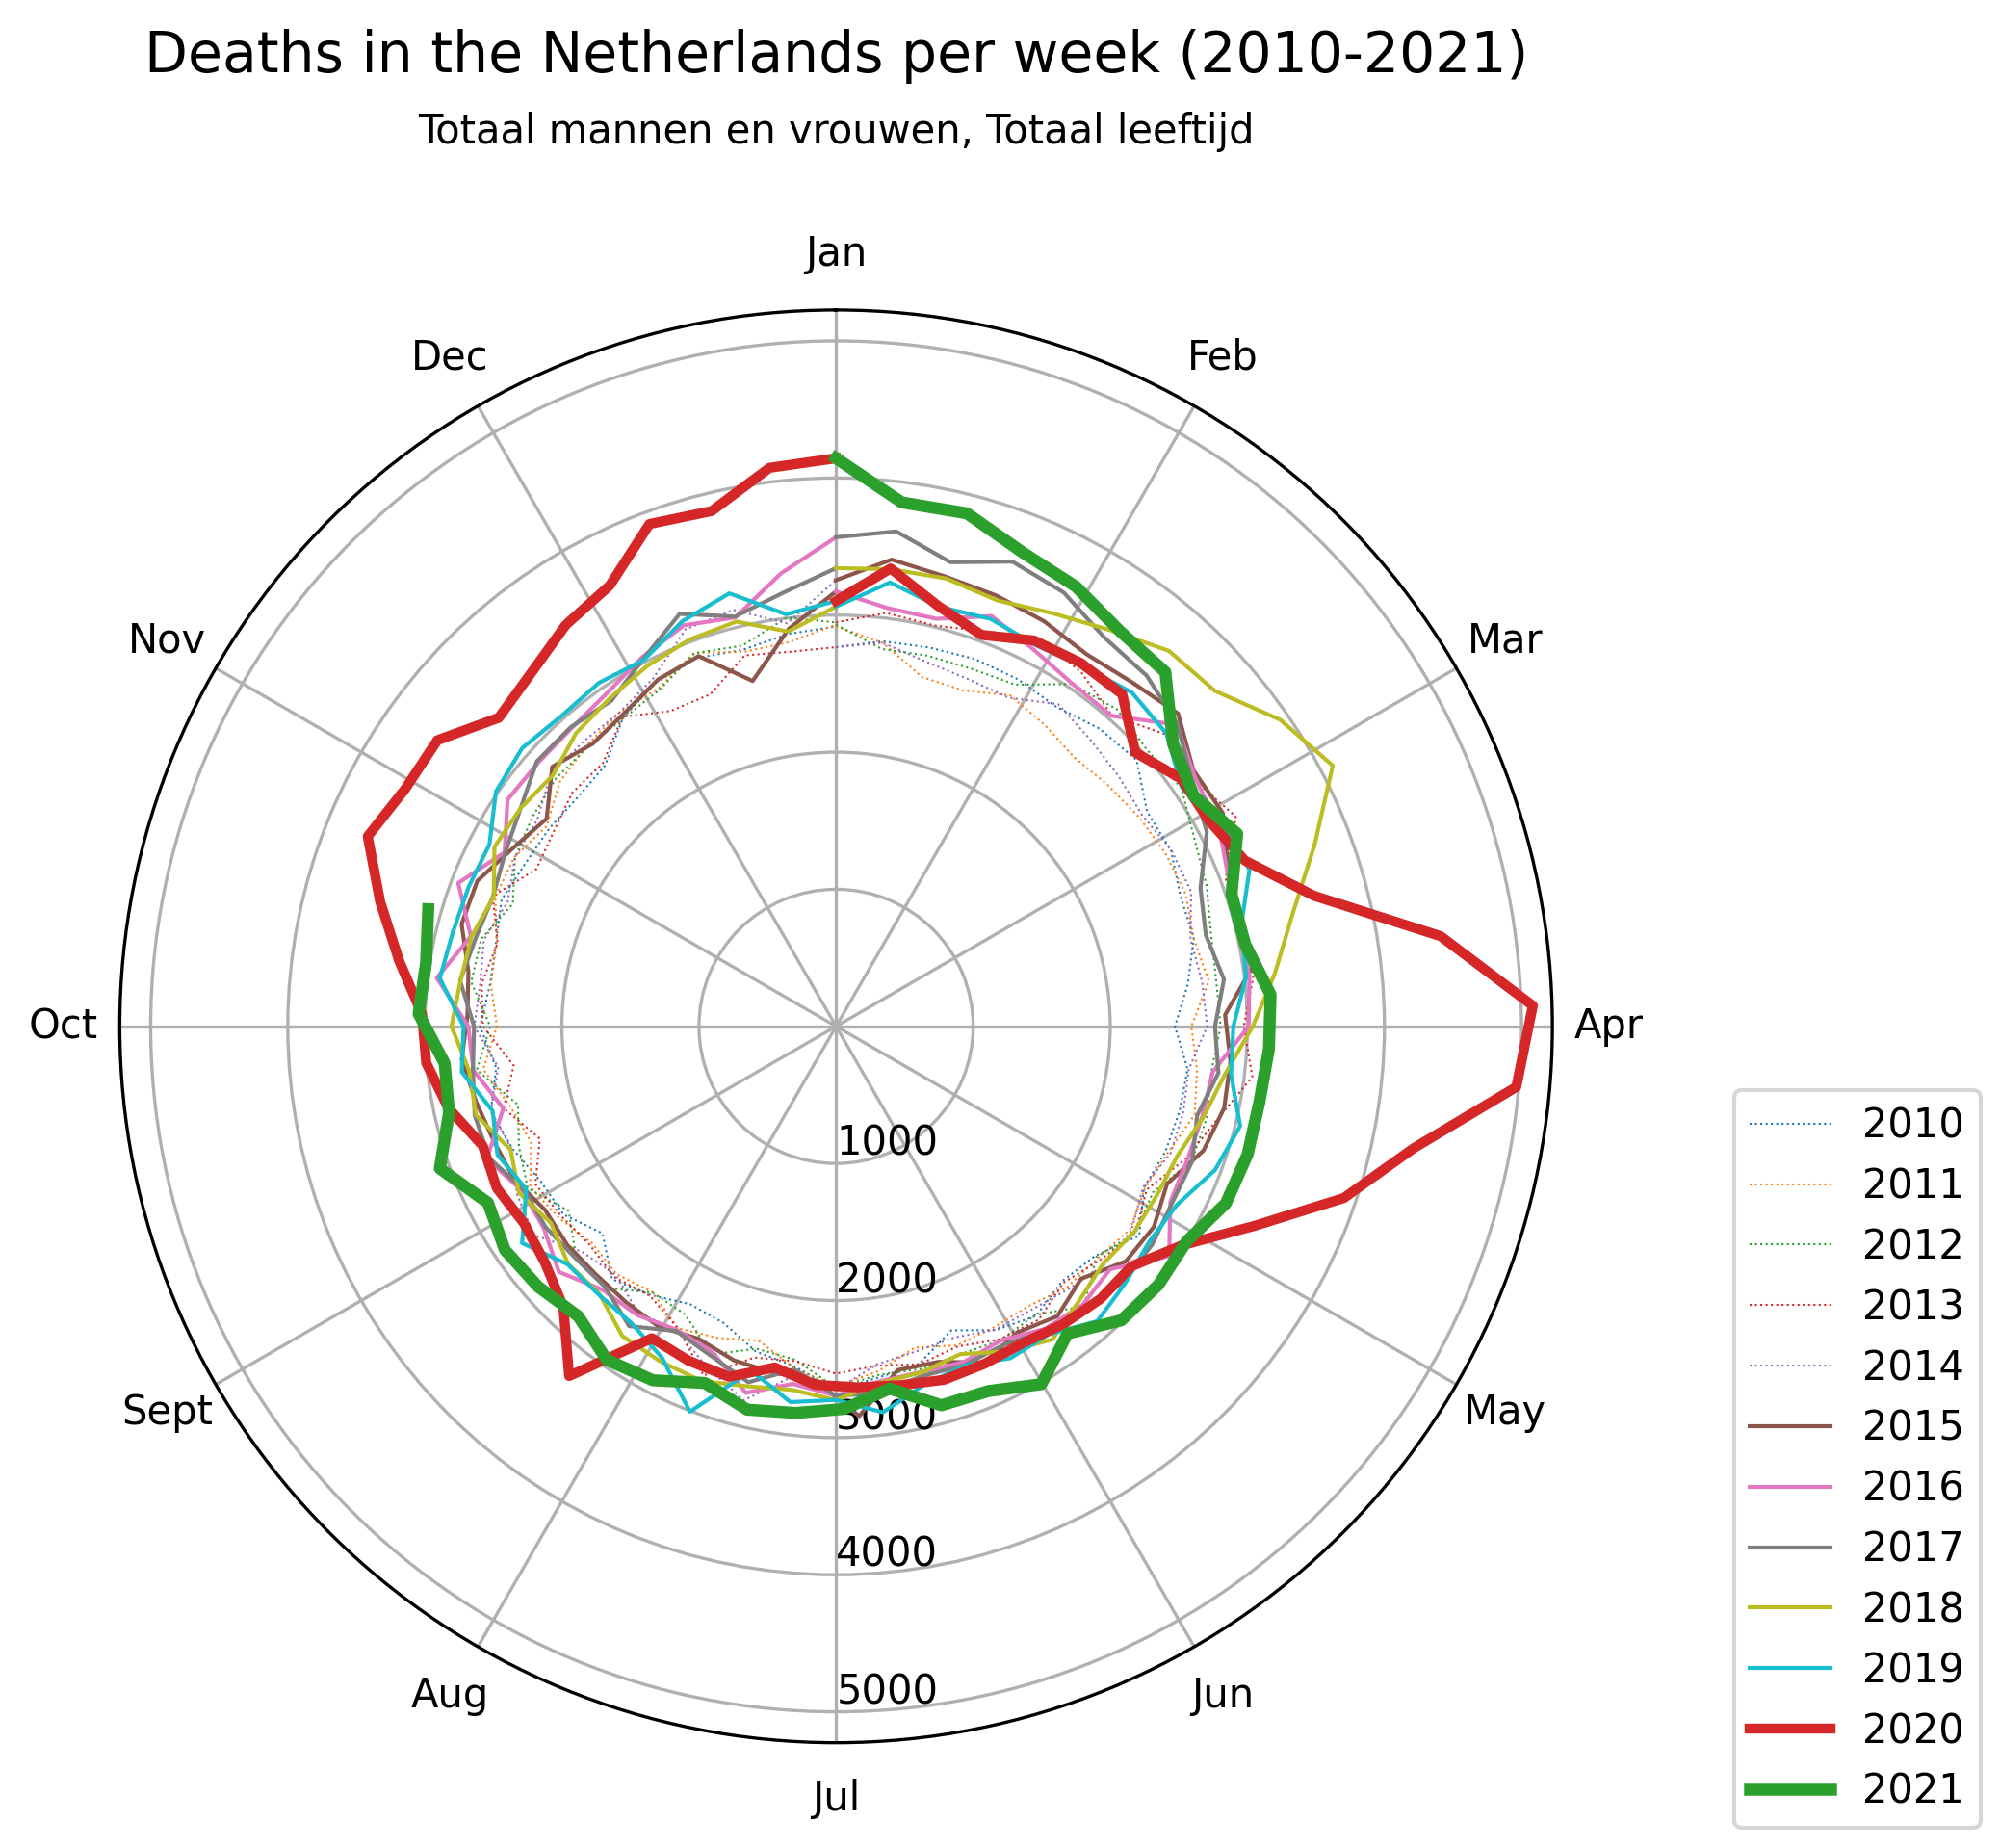 Deaths in the Netherlands per week (2010-2021)
Totaal mannen en vrouwen, Totaal leeftijd
Jan
Feb
Mar
Apr
May
Jun
Jul
Aug
Sept
Oct
Nov
Dec
1000
2000
3000
4000
5000
2010
2011
2012
2013
2014
2015
2016
2017
2018
2019
2020
2021